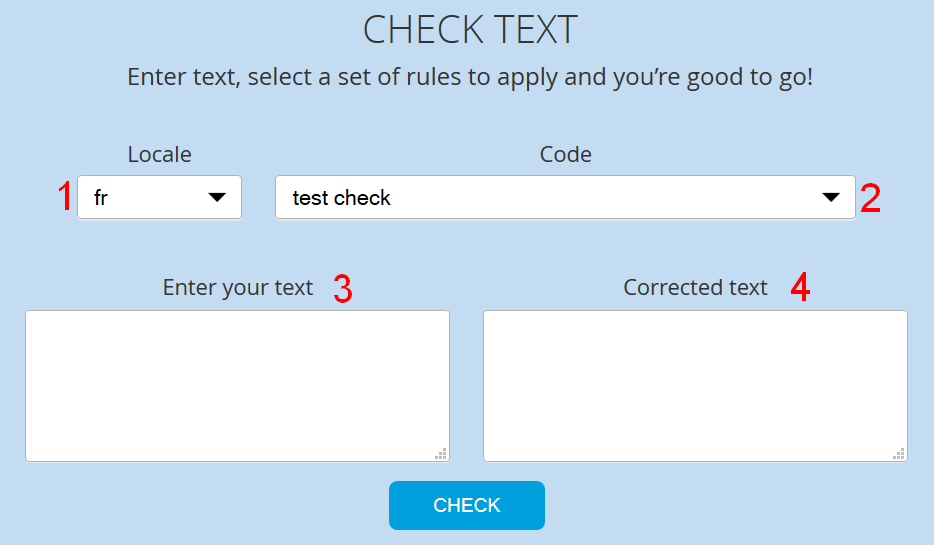 CHECK TEXT
Enter text, select a set of rules to apply and you’re good to go!
Locale Code
1 fr test check 2
Enter your text 3 Corrected text 4
CHECK